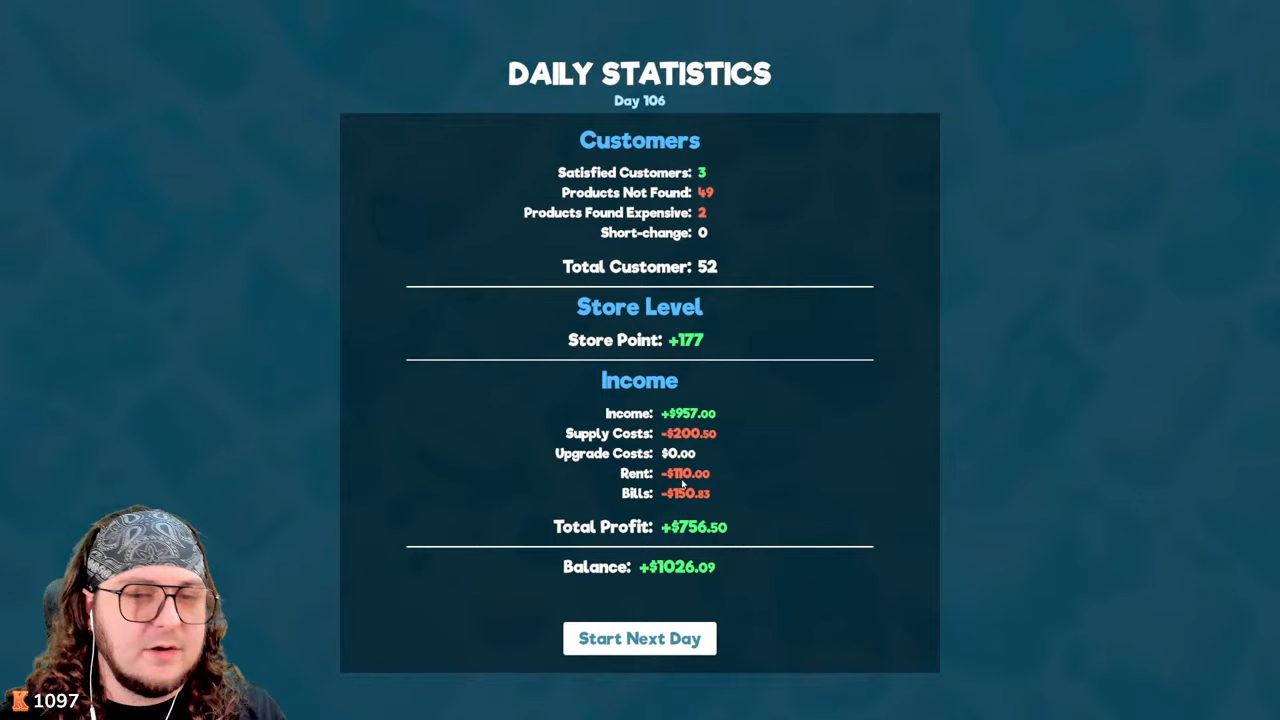 DAILY STATISTICS
Day 106
Customers
Satisfied Customers: 3
Products Not Found: 49
Products Found Expensive: 2
Short-change: 0
Total Customer: 52
Store Level
Store Point: +177
Income
Income: +$957.00
Supply Costs: -$200.50
Upgrade Costs: $0.00
Rent: -$110.00
Bills: -$150.83
Total Profit: +$756.50
Balance: +$1026.09
Start Next Day
K 1097